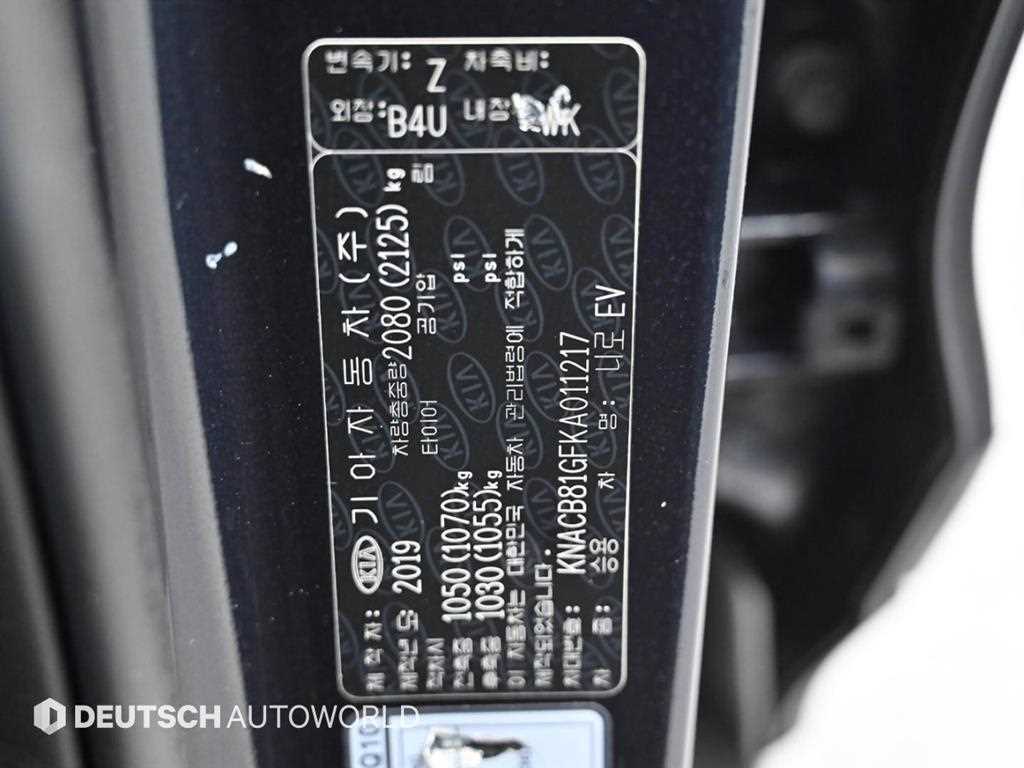 변속기: Z 차축비:
외장: B4U 내장: WK
제 작 자: KIA 기아자동차(주)
제작년도 2019 차량총중량 2080(2125)kg
접지시 타이어 공기압
전축중 1050(1070)kg psi
후축중 1030(1055)kg psi
이 자동차는 대한민국 자동차 관리법령에 적합하게
제작되었습니다.
차대번호: KNACB81GFKA011217
차 종: 승용 차 명: 니로 EV
DEUTSCH AUTOWORLD